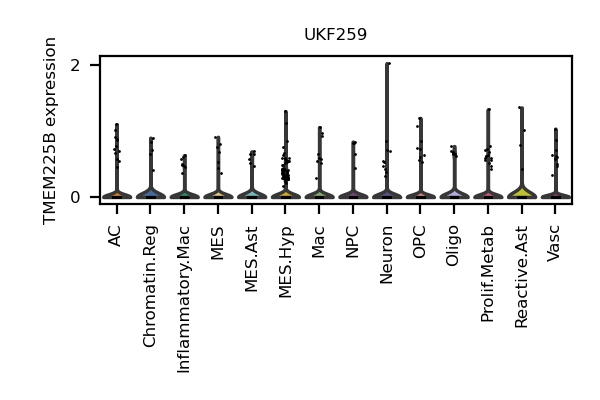 UKF259
TMEM225B expression
2
0
AC
Chromatin.Reg
Inflammatory.Mac
MES
MES.Ast
MES.Hyp
Mac
NPC
Neuron
OPC
Oligo
Prolif.Metab
Reactive.Ast
Vasc